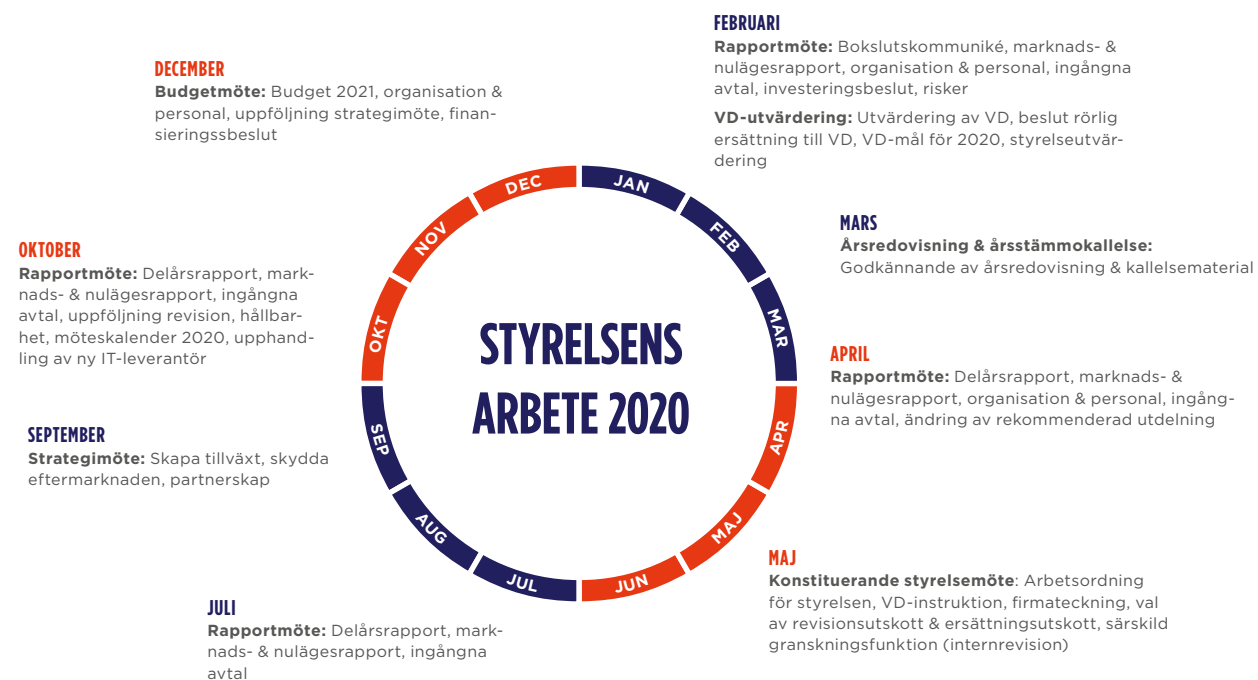 FEBRUARI
Rapportmöte: Bokslutskommuniké, marknads- &
nulägesrapport, organisation & personal, ingångna
avtal, investeringsbeslut, risker
VD-utvärdering: Utvärdering av VD, beslut rörlig
ersättning till VD, VD-mål för 2020, styrelseutvär-
dering
MARS
Årsredovisning & årsstämmokallelse:
Godkännande av årsredovisning & kallelsematerial
APRIL
Rapportmöte: Delårsrapport, marknads- &
nulägesrapport, organisation & personal, ingång-
na avtal, ändring av rekommenderad utdelning
MAJ
Konstituerande styrelsemöte: Arbetsordning
för styrelsen, VD-instruktion, firmateckning, val
av revisionsutskott & ersättningsutskott, särskild
granskningsfunktion (internrevision)
JULI
Rapportmöte: Delårsrapport, mark-
nads- & nulägesrapport, ingångna
avtal
SEPTEMBER
Strategimöte: Skapa tillväxt, skydda
eftermarknaden, partnerskap
OKTOBER
Rapportmöte: Delårsrapport, mark-
nads- & nulägesrapport, ingångna
avtal, uppföljning revision, hållbar-
het, möteskalender 2020, upphand-
ling av ny IT-leverantör
DECEMBER
Budgetmöte: Budget 2021, organisation &
personal, uppföljning strategimöte, finan-
sieringsbeslut
JAN
FEB
MAR
APR
MAJ
JUN
JUL
AUG
SEP
OKT
NOV
DEC
STYRELSENS
ARBETE 2020